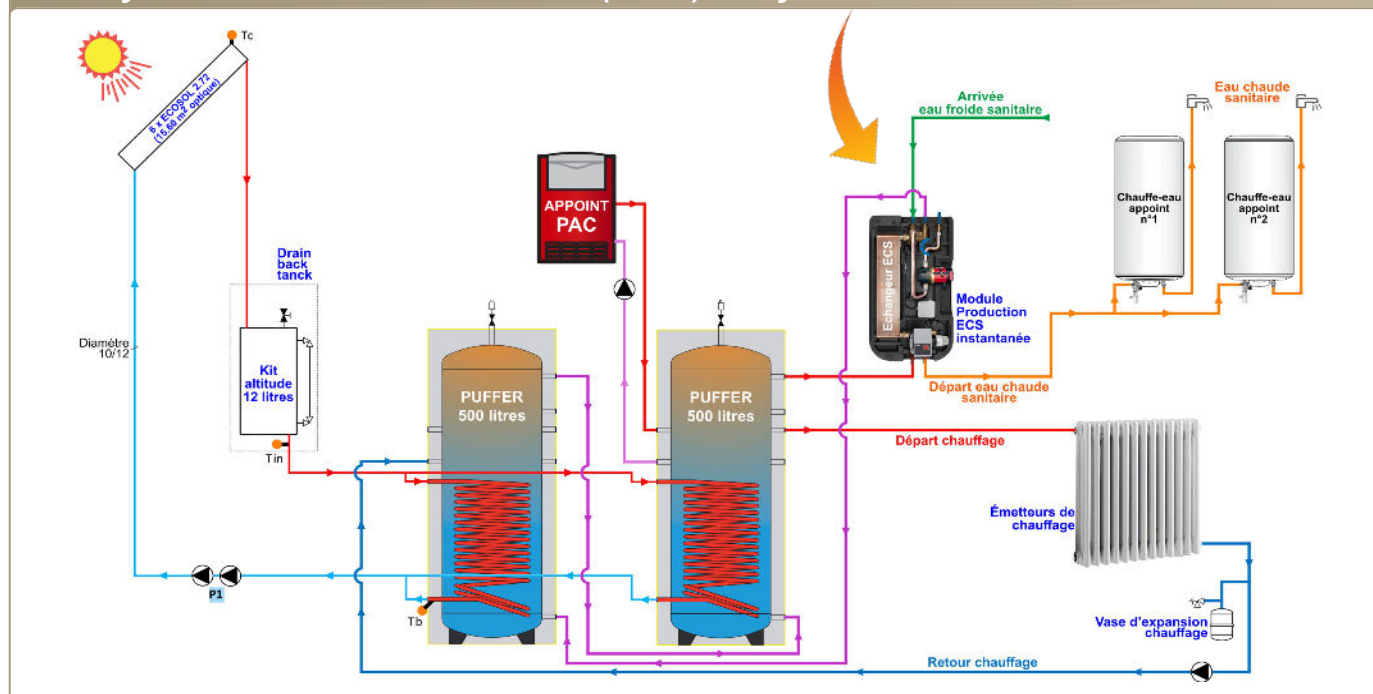 Tc
6 x ECOSOL 2.72
(15,60 m² optique)
Arrivée
eau froide sanitaire
Eau chaude
sanitaire
APPOINT
PAC
Chauffe-eau
appoint
n°1
Chauffe-eau
appoint
n°2
Echangeur ECS
Drain
back
tanck
Module
Production
ECS
instantanée
Diamètre
10/12
Kit
altitude
12 litres
Départ eau chaude
sanitaire
PUFFER
500 litres
PUFFER
500 litres
Départ chauffage
Tin
Émetteurs de
chauffage
P1
Tb
Vase d'expansion
chauffage
Retour chauffage